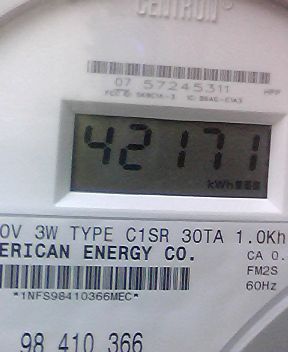 CENTRON®
07 57245311
42171
kWh
0V 3W TYPE C1SR 30TA 1.0Kh
ERICAN ENERGY CO.
CA 0.
FM2S
*1NFS98410366MEC*
60Hz
98 410 366